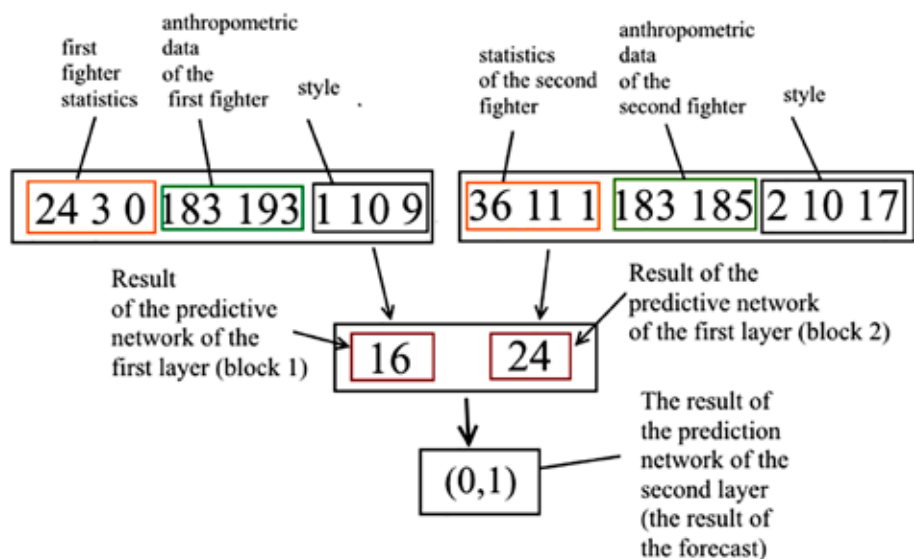 first
fighter
statistics
anthropometric
data
of the
first fighter
style
statistics
of the second
fighter
anthropometric
data
of the
second fighter
style
24 3 0 183 193 1 10 9
36 11 1 183 185 2 10 17
Result
of the predictive
network of the
first layer (block 1)
Result of the
predictive network
of the first layer (block 2)
16 24
(0,1)
The result of
the prediction
network of the
second layer
(the result of
the forecast)